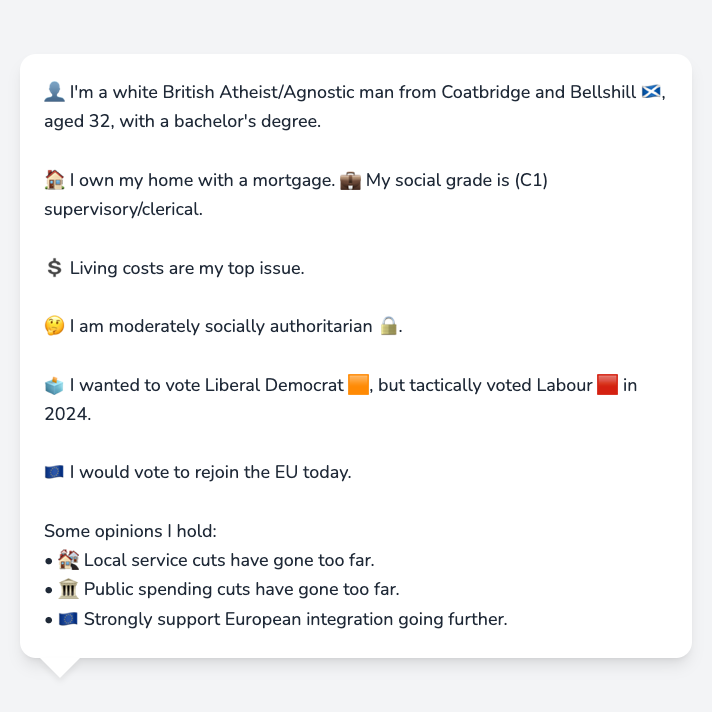 👤 I'm a white British Atheist/Agnostic man from Coatbridge and Bellshill 🏴󠁧󠁢󠁳󠁣󠁴󠁿,
aged 32, with a bachelor's degree.
🏠 I own my home with a mortgage. 💼 My social grade is (C1)
supervisory/clerical.
💲 Living costs are my top issue.
🤔 I am moderately socially authoritarian 🔒.
🗳️ I wanted to vote Liberal Democrat 🟧, but tactically voted Labour 🟥 in
2024.
🇪🇺 I would vote to rejoin the EU today.
Some opinions I hold:
• 🏘️ Local service cuts have gone too far.
• 🏛️ Public spending cuts have gone too far.
• 🇪🇺 Strongly support European integration going further.